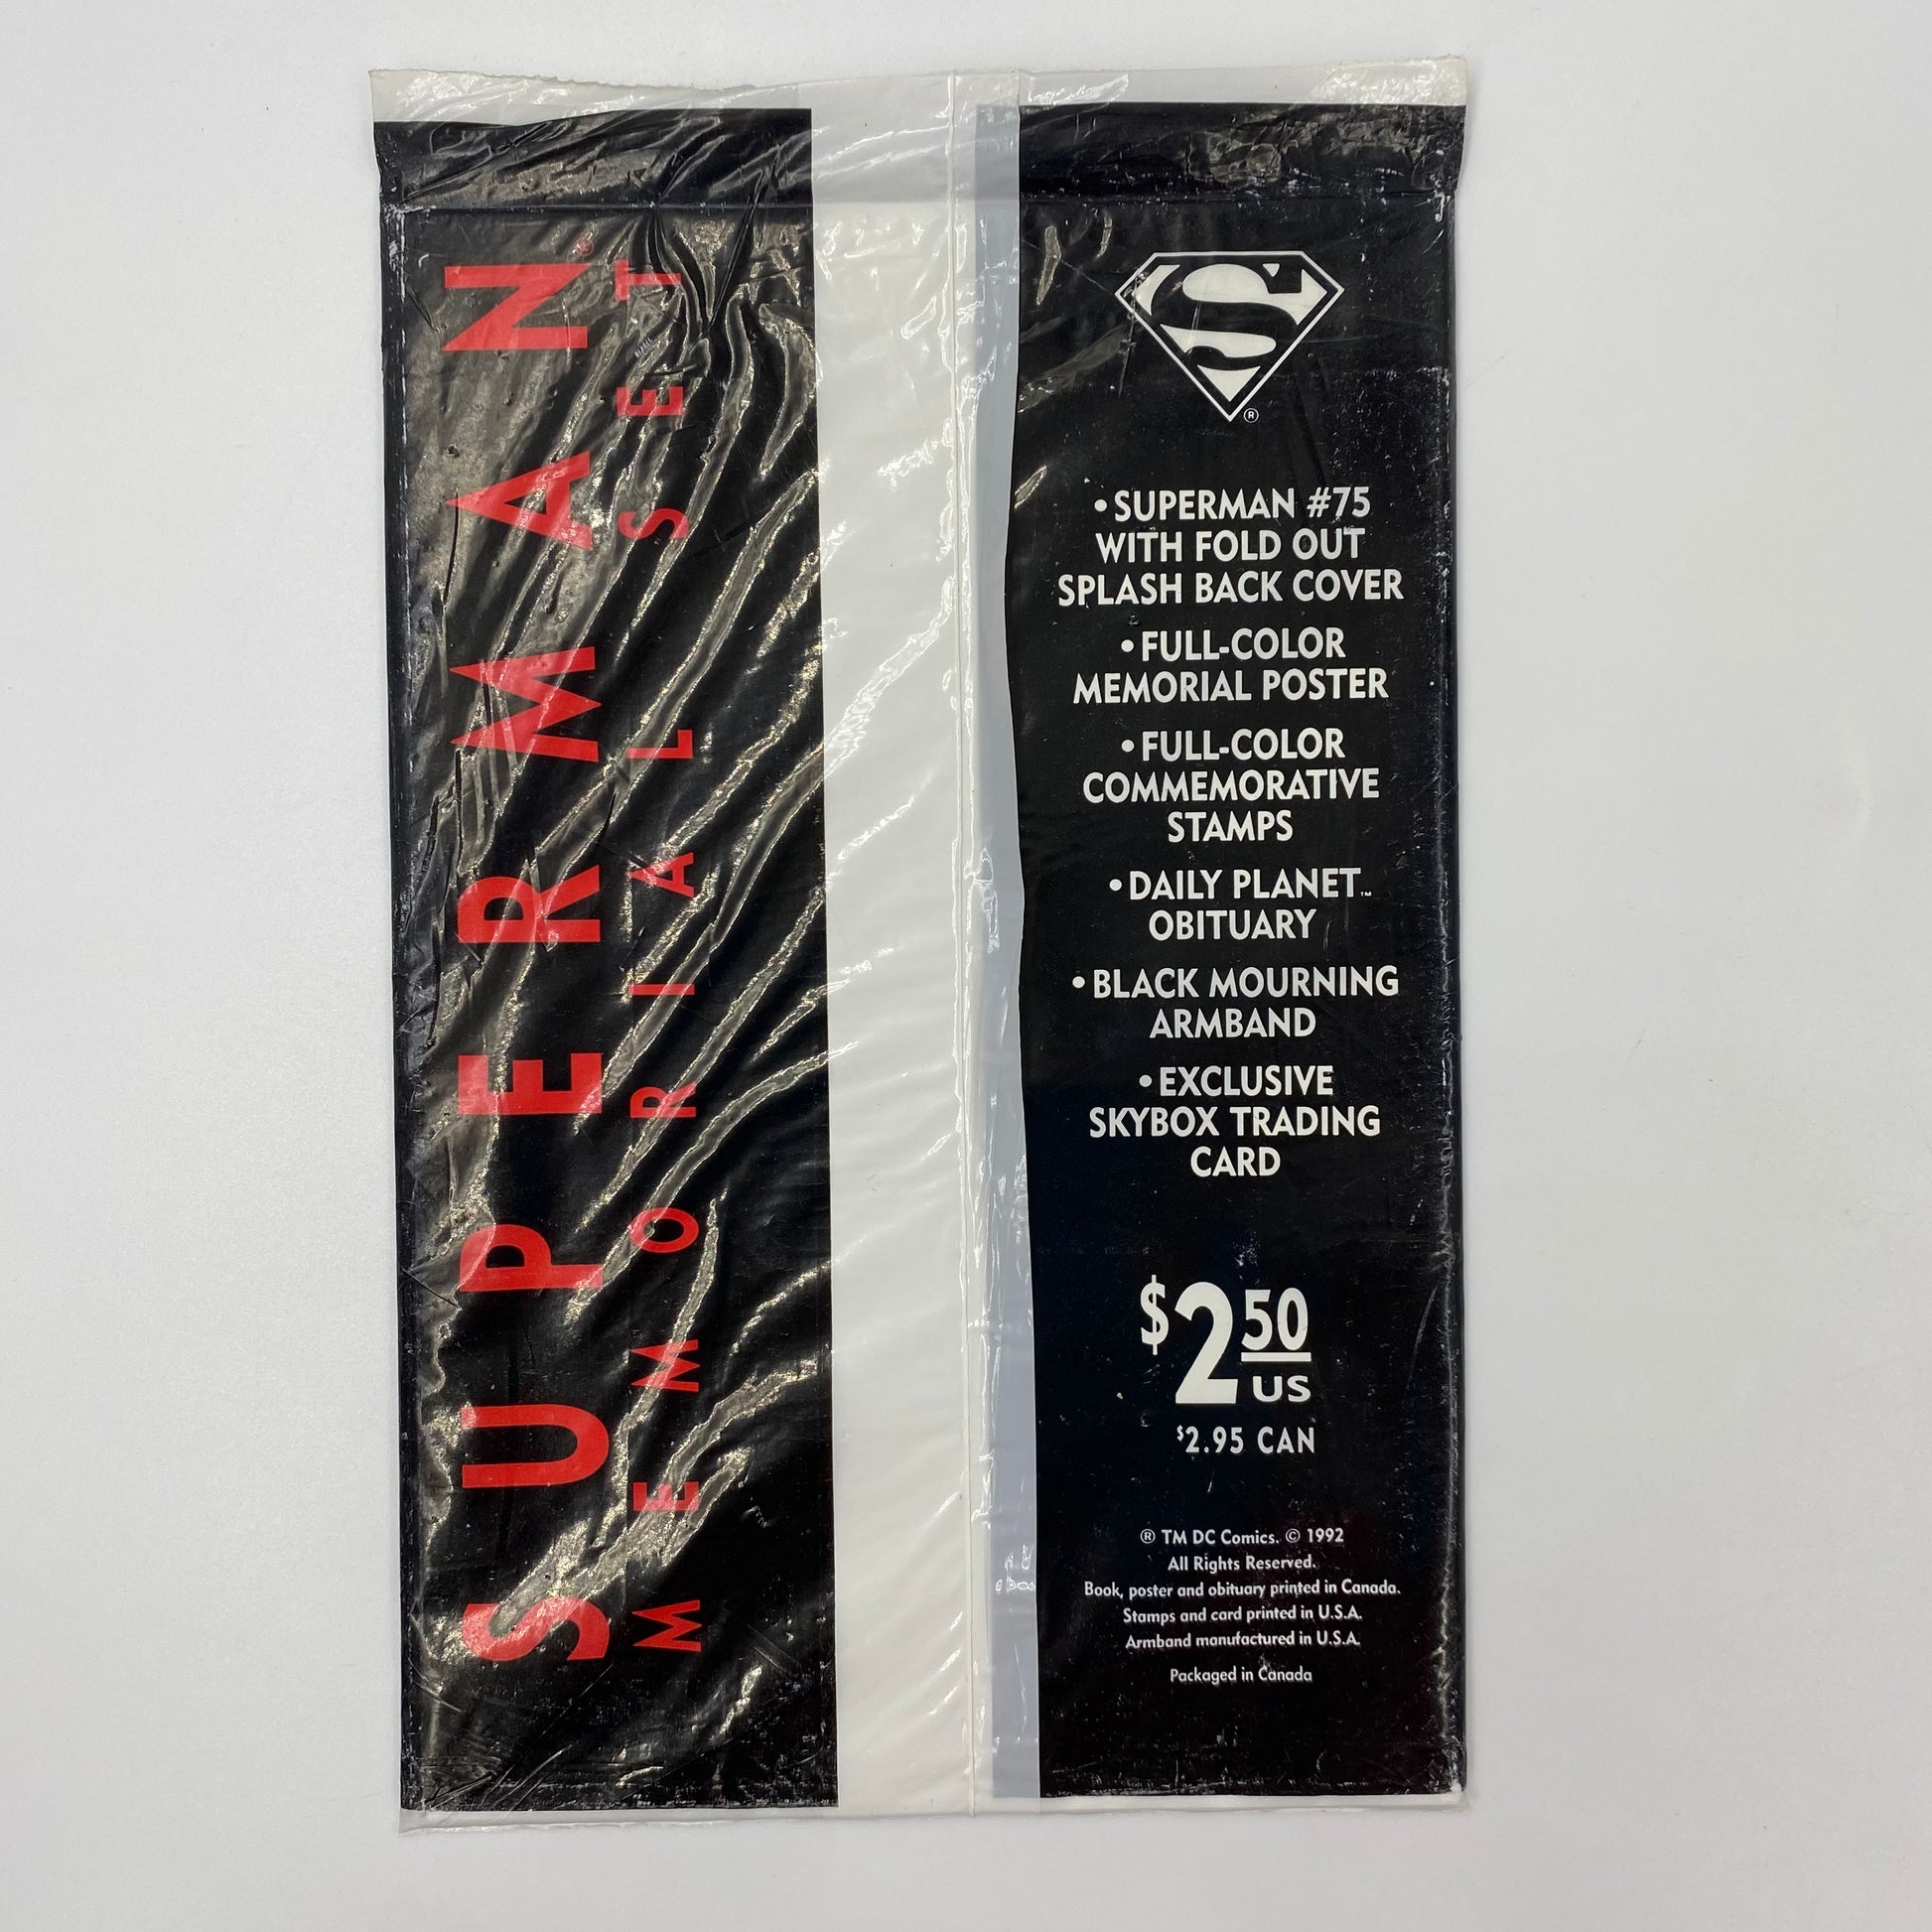 SUPERMAN®
MEMORIAL SET
S
®
•SUPERMAN #75
WITH FOLD OUT
SPLASH BACK COVER
•FULL-COLOR
MEMORIAL POSTER
•FULL-COLOR
COMMEMORATIVE
STAMPS
•DAILY PLANET™
OBITUARY
•BLACK MOURNING
ARMBAND
•EXCLUSIVE
SKYBOX TRADING
CARD
$2.50
US
$2.95 CAN
® TM DC Comics. © 1992
All Rights Reserved.
Book, poster and obituary printed in Canada.
Stamps and card printed in U.S.A.
Armband manufactured in U.S.A.
Packaged in Canada